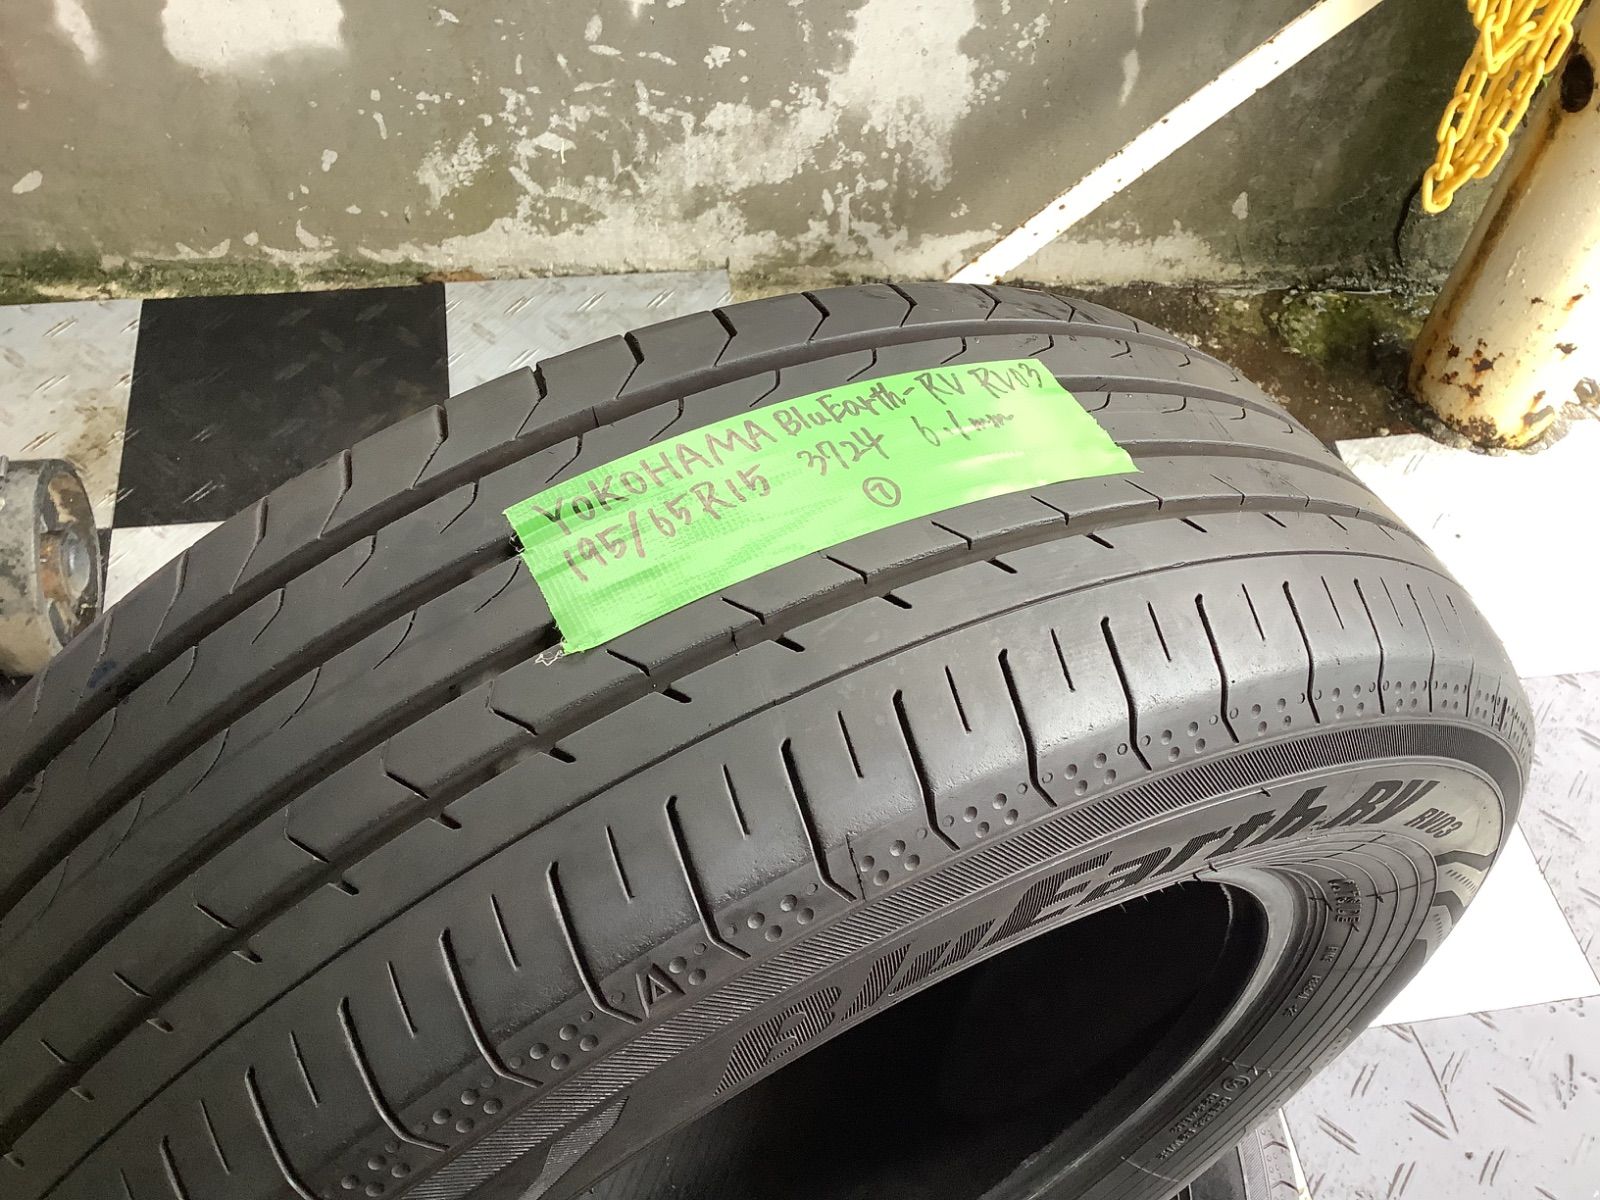 YOKOHAMA BluEarth-RV RV03
195/65R15 3724 6.1mm
①
BluEarth-RV RV03